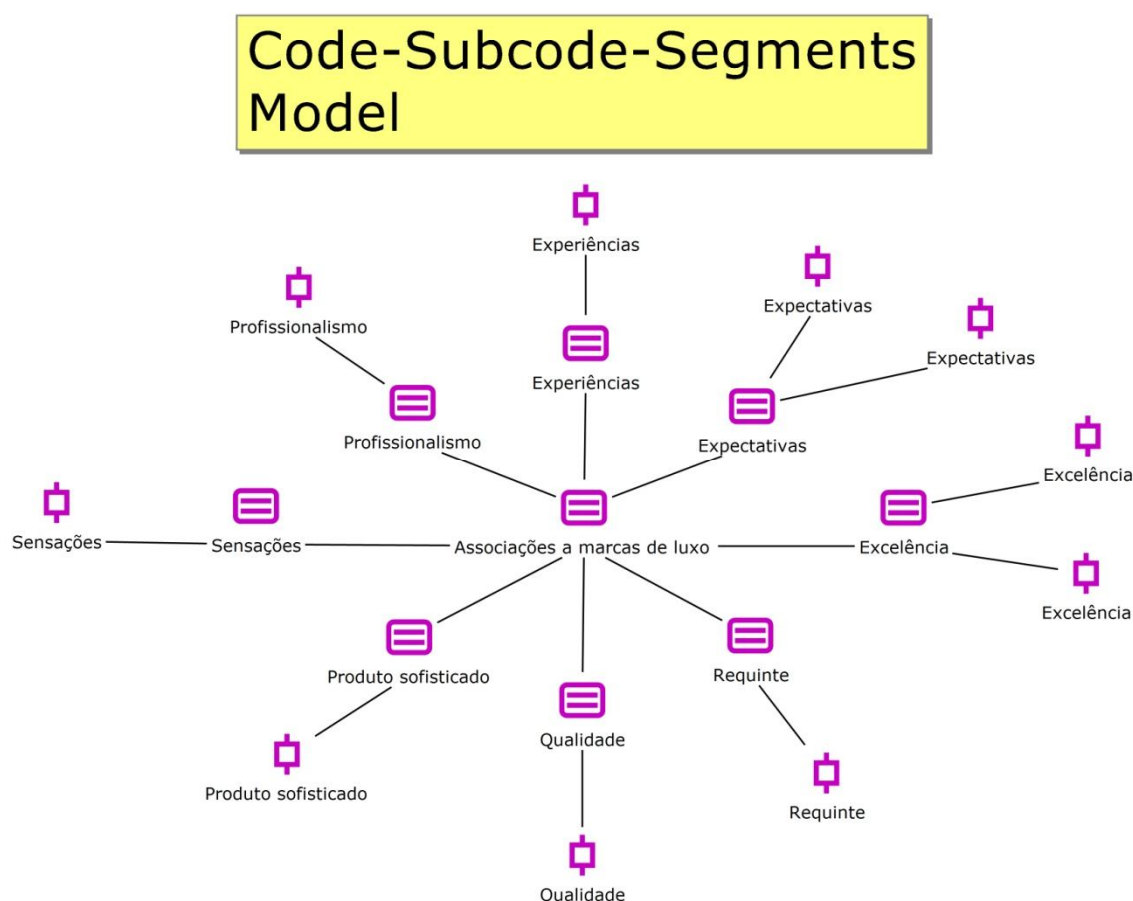 Code-Subcode-Segments
Model
Experiências
Expectativas
Profissionalismo
Expectativas
Experiências
Profissionalismo
Expectativas
Excelência
Sensações
Sensações
Associações a marcas de luxo
Excelência
Excelência
Produto sofisticado
Requinte
Qualidade
Produto sofisticado
Requinte
Qualidade